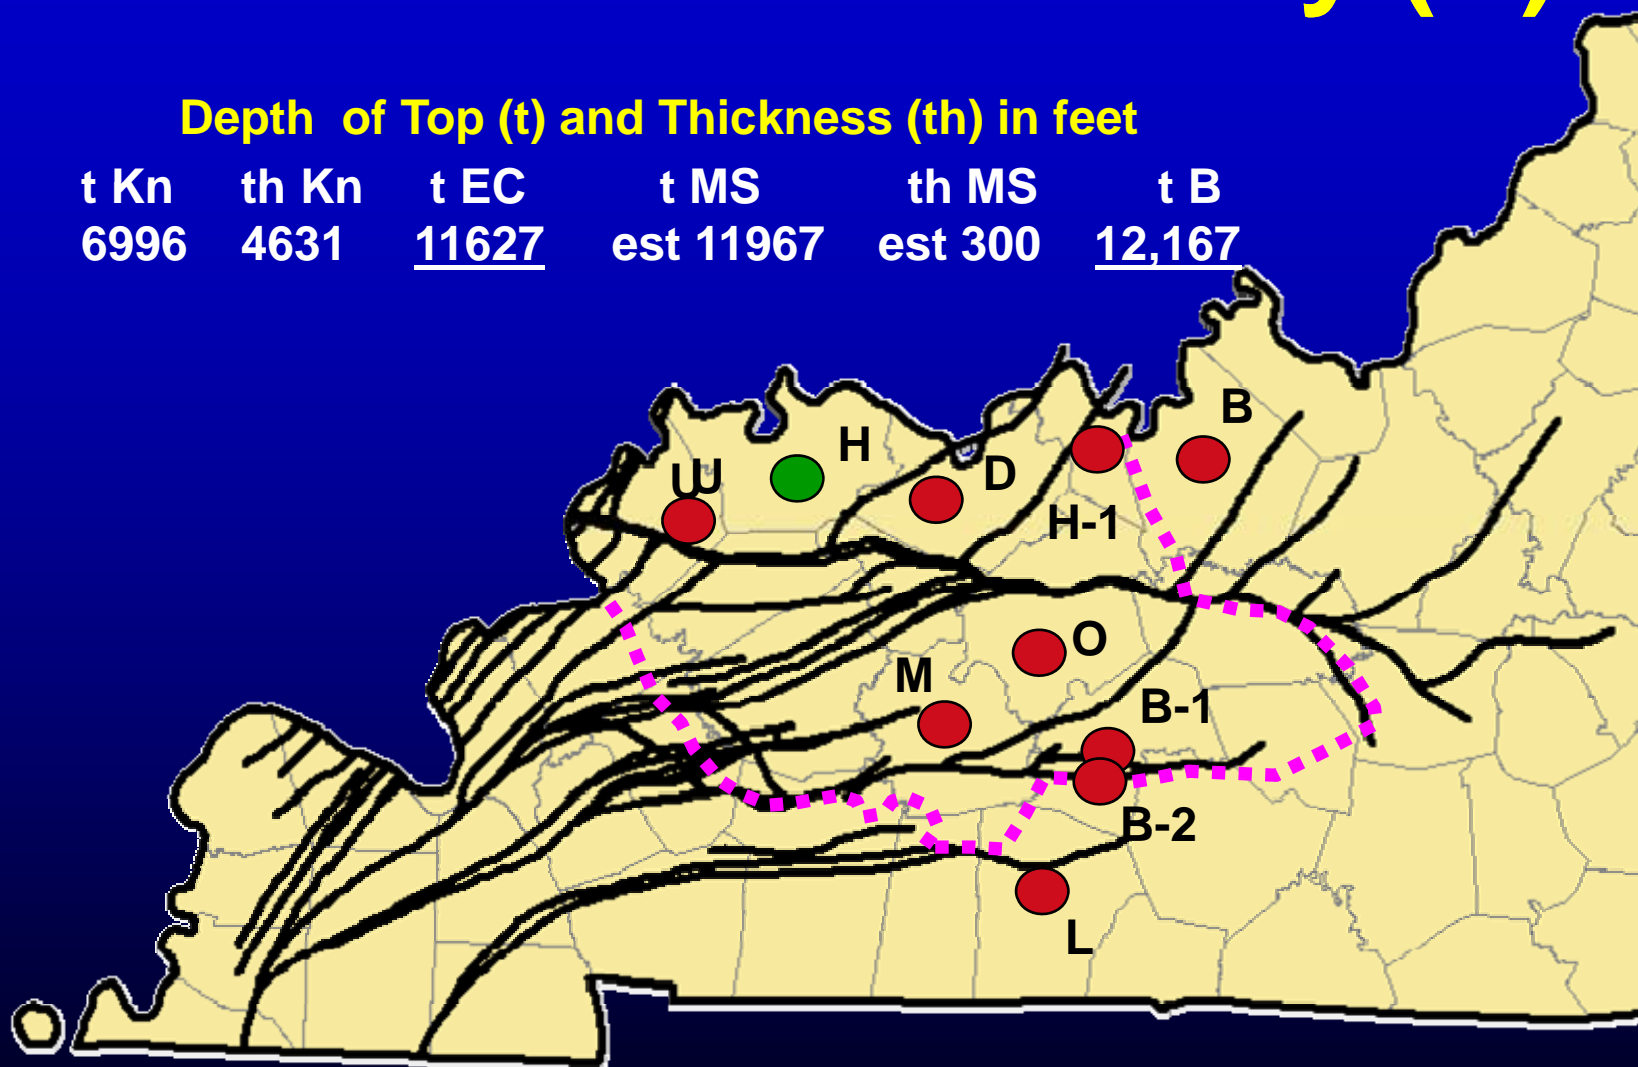 y ( )
Depth of Top (t) and Thickness (th) in feet
t Kn th Kn t EC t MS th MS t B
6996 4631 11627 est 11967 est 300 12,167
B
H
U U
D
H-1
O
M
B-1
B-2
L